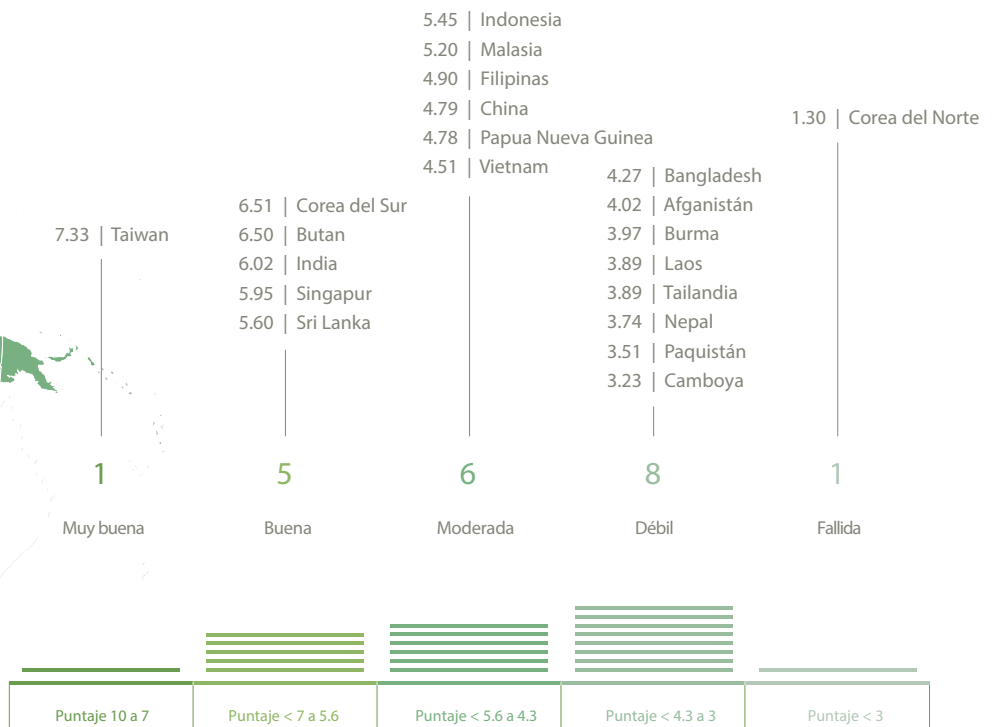 7.33 | Taiwan
6.51 | Corea del Sur
6.50 | Butan
6.02 | India
5.95 | Singapur
5.60 | Sri Lanka
5.45 | Indonesia
5.20 | Malasia
4.90 | Filipinas
4.79 | China
4.78 | Papua Nueva Guinea
4.51 | Vietnam
4.27 | Bangladesh
4.02 | Afganistán
3.97 | Burma
3.89 | Laos
3.89 | Tailandia
3.74 | Nepal
3.51 | Paquistán
3.23 | Camboya
1.30 | Corea del Norte
1
5
6
8
1
Muy buena
Buena
Moderada
Débil
Fallida
Puntaje 10 a 7
Puntaje < 7 a 5.6
Puntaje < 5.6 a 4.3
Puntaje < 4.3 a 3
Puntaje < 3